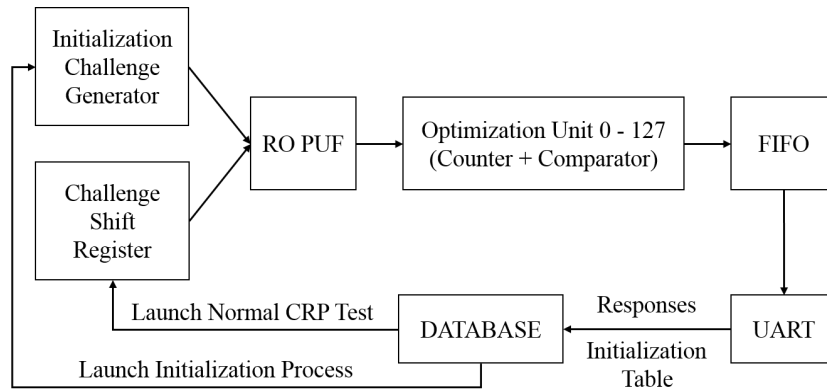 Initialization
Challenge
Generator
RO PUF
Optimization Unit 0 - 127
(Counter + Comparator)
FIFO
Challenge
Shift
Register
Launch Normal CRP Test
DATABASE
Responses
Initialization
Table
UART
Launch Initialization Process